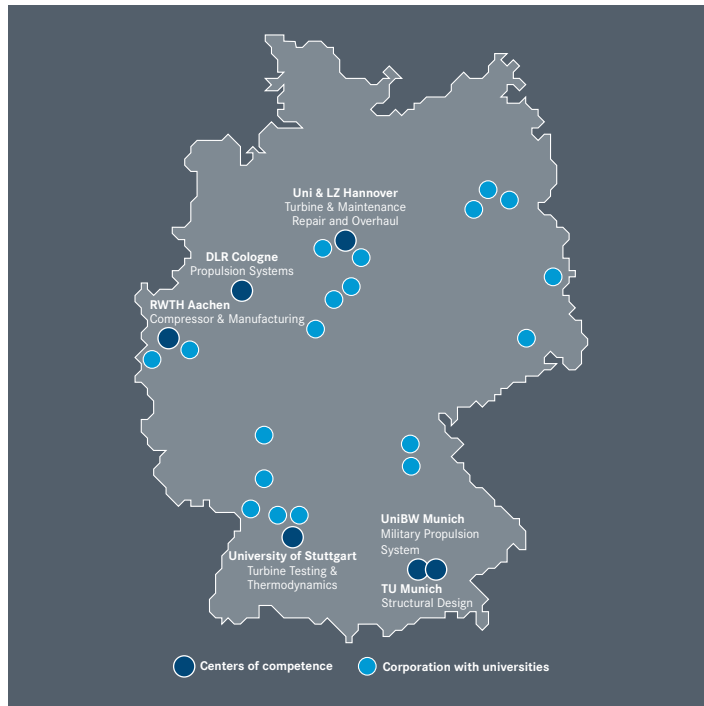 Uni & LZ Hannover
Turbine & Maintenance
Repair and Overhaul
DLR Cologne
Propulsion Systems
RWTH Aachen
Compressor & Manufacturing
UniBW Munich
Military Propulsion
System
University of Stuttgart
Turbine Testing &
Thermodynamics
TU Munich
Structural Design
Centers of competence
Corporation with universities